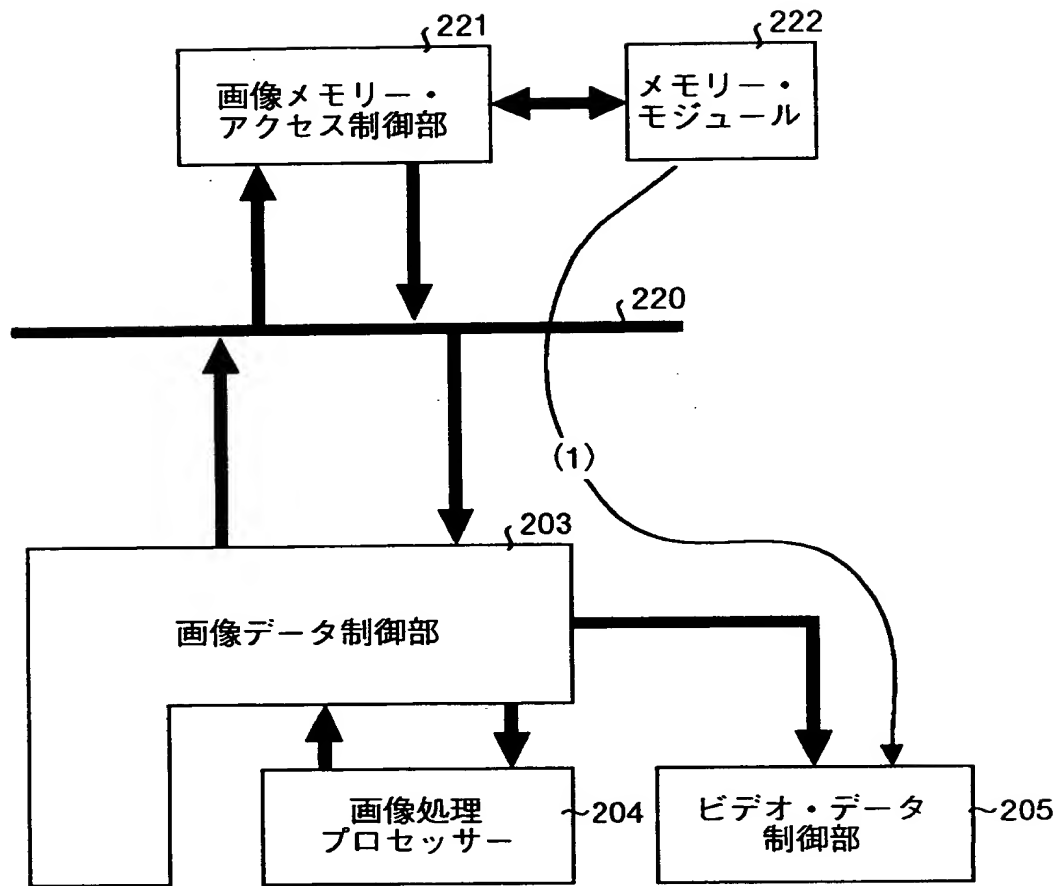 221
画像メモリー・
アクセス制御部
222
メモリー・
モジュール
220
(1)
203
画像データ制御部
画像処理
プロセッサー
204
ビデオ・データ
制御部
205